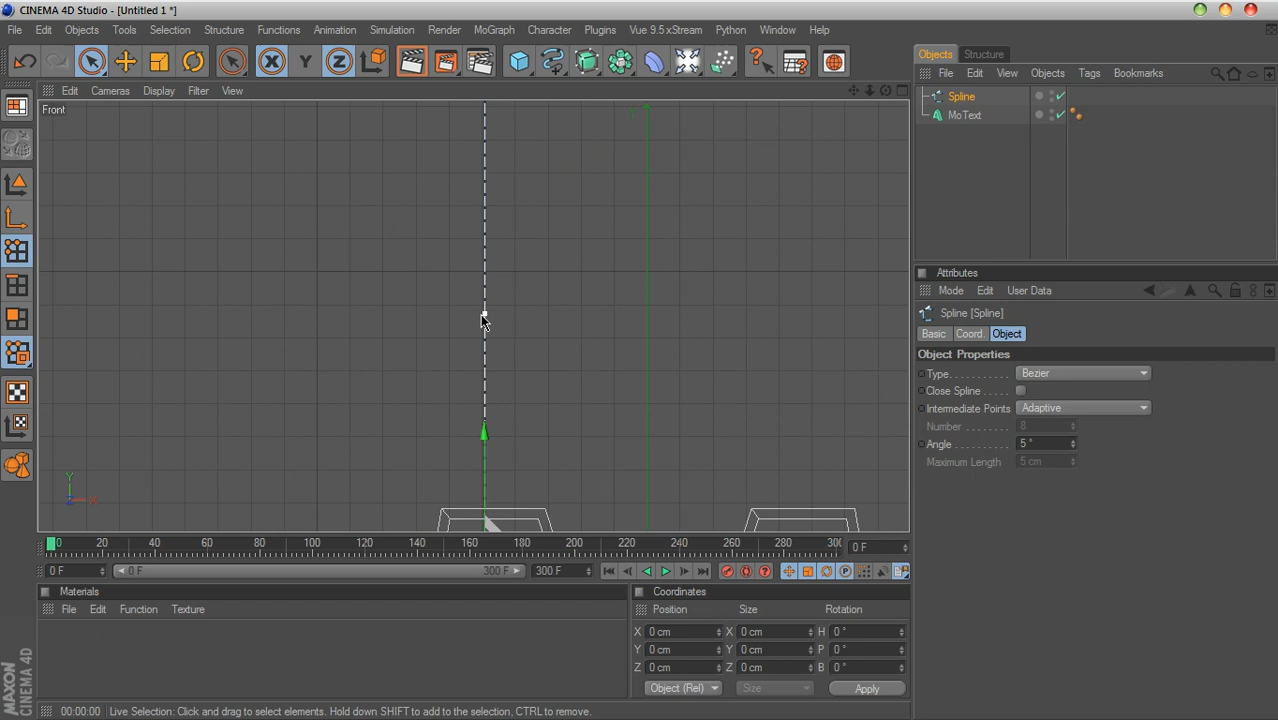 CINEMA 4D Studio - [Untitled 1 *]
File Edit Objects Tools Selection Structure Functions Animation Simulation Render MoGraph Character Plugins Vue 9.5 xStream Python Window Help
X Y Z
Objects Structure
File Edit View Objects Tags Bookmarks
Edit Cameras Display Filter View
Spline
Front
MoText
Attributes
Mode Edit User Data
Spline [Spline]
Basic Coord. Object
Object Properties
Type. . . . . . . . . . Bezier
Close Spline . . . . .
Intermediate Points Adaptive
Number . . . . . . . 8
Angle . . . . . . . . . 5 °
Maximum Length 5 cm
Y
Z X
0 20 40 60 80 100 120 140 160 180 200 220 240 260 280 300
0 F
0 F 0 F 300 F 300 F
P
Materials
Coordinates
File Edit Function Texture
Position Size Rotation
X 0 cm X 0 cm H 0 °
Y 0 cm Y 0 cm P 0 °
Z 0 cm Z 0 cm B 0 °
Object (Rel) Size Apply
MAXON
CINEMA 4D
00:00:00 Live Selection: Click and drag to select elements. Hold down SHIFT to add to the selection, CTRL to remove.